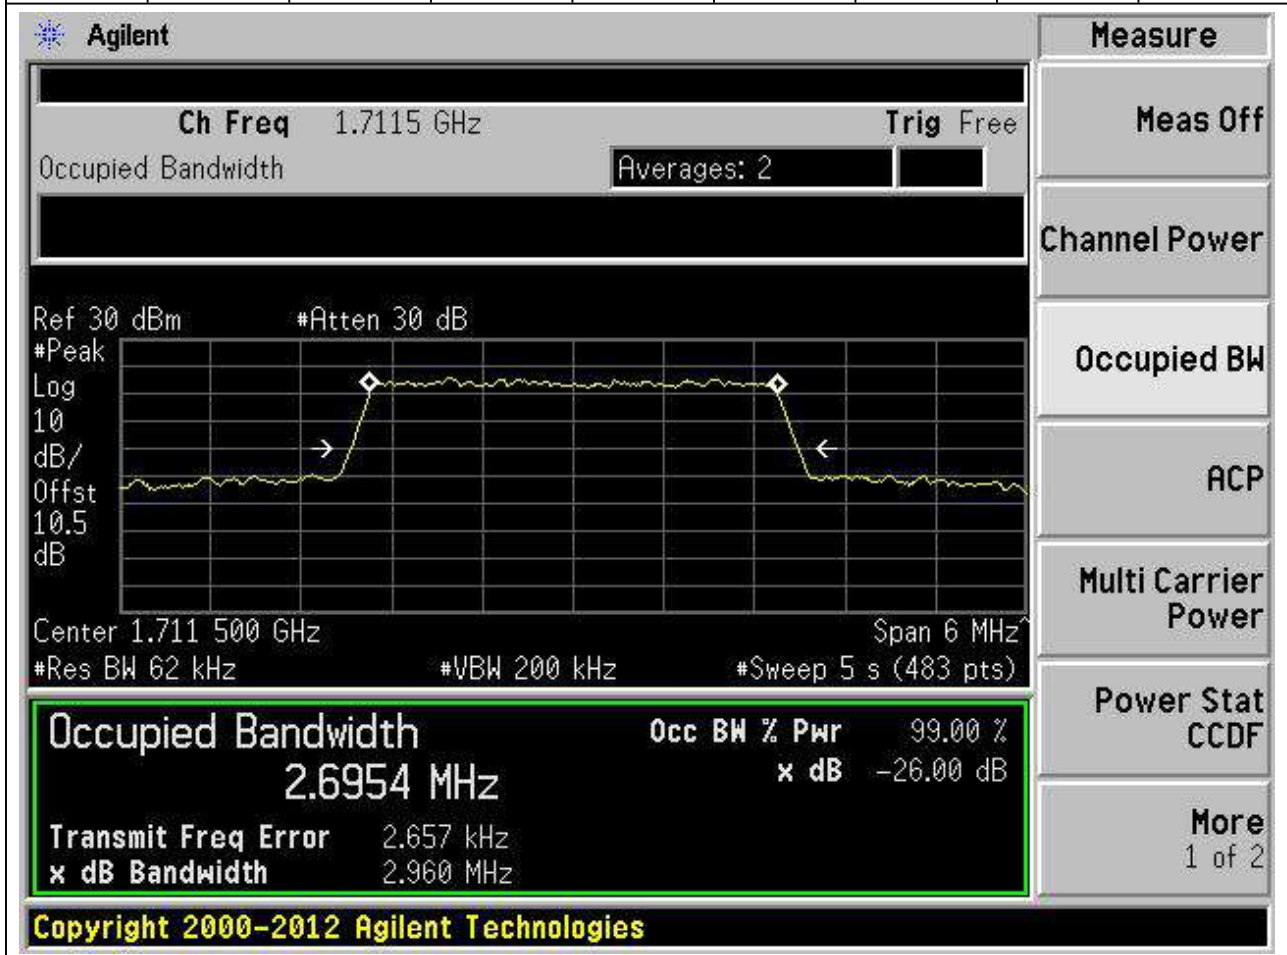 Agilent
Measure
Ch Freq 1.7115 GHz Trig Free
Occupied Bandwidth Averages: 2
Ref 30 dBm #Atten 30 dB
#Peak
Log
10
dB/
Offst
10.5
dB
Center 1.711 500 GHz Span 6 MHz^
#Res BW 62 kHz #VBW 200 kHz #Sweep 5 s (483 pts)
Occupied Bandwidth Occ BW % Pwr 99.00 %
2.6954 MHz x dB -26.00 dB
Transmit Freq Error 2.657 kHz
x dB Bandwidth 2.960 MHz
Copyright 2000-2012 Agilent Technologies
Meas Off
Channel Power
Occupied BW
ACP
Multi Carrier
Power
Power Stat
CCDF
More
1 of 2